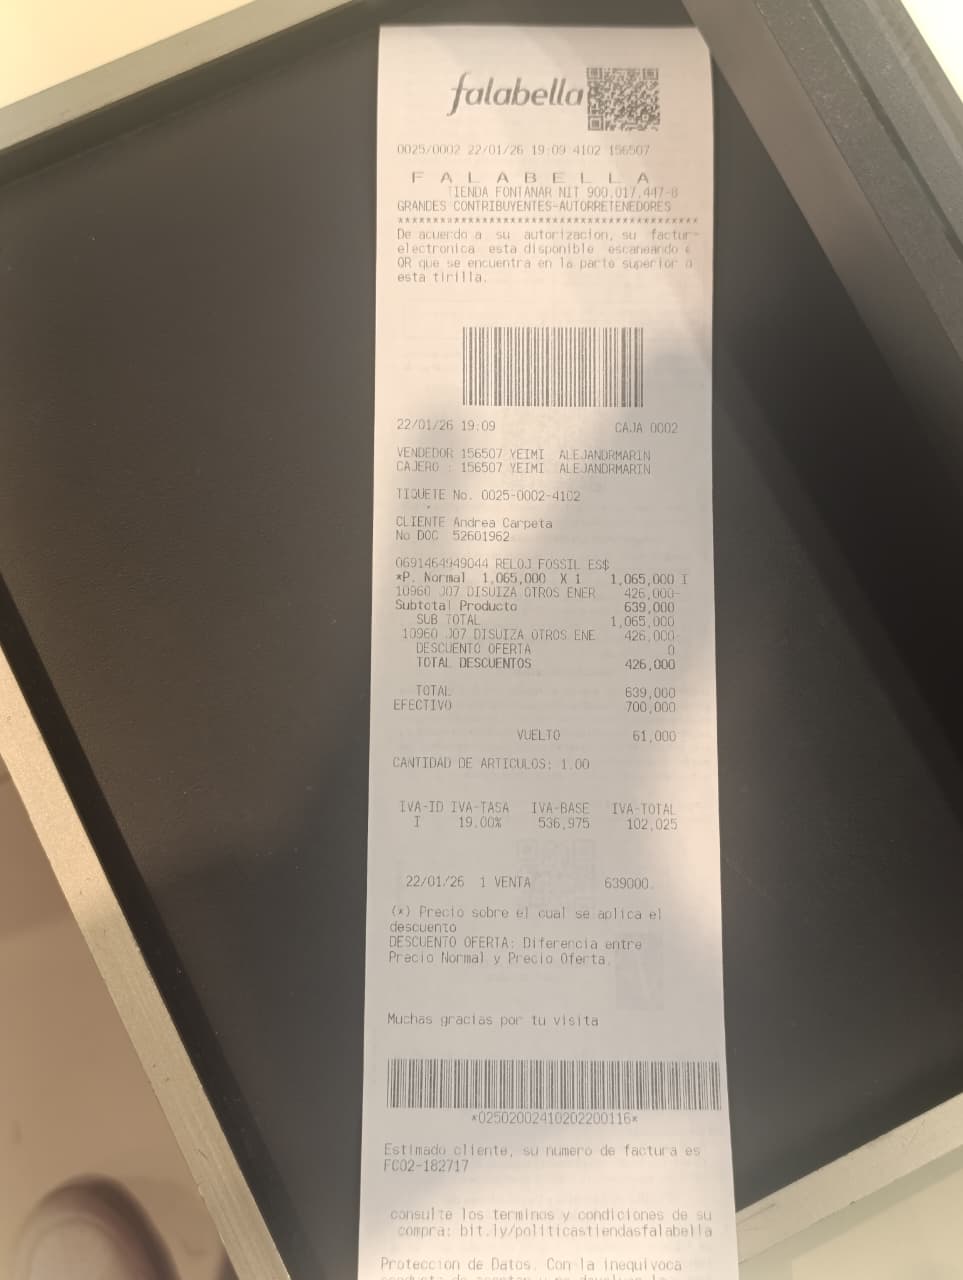 falabella
0025/0002 22/01/26 19:09 4102 156507
F A L A B E L L A
TIENDA FONTANAR NIT 900.017.447-8
GRANDES CONTRIBUYENTES-AUTORRETENEDORES
******************************************
De acuerdo a su autorizacion, su factur-
electronica esta disponible escaneando e
QR que se encuentra en la parte superior d
esta tirilla.
22/01/26 19:09 CAJA 0002
VENDEDOR 156507 YEIMI ALEJANDRMARIN
CAJERO : 156507 YEIMI ALEJANDRMARIN
TIQUETE No. 0025-0002-4102
CLIENTE Andrea Carpeta
No DOC 52601962
0691464949044 RELOJ FOSSIL ES$
*P. Normal 1,065,000 X 1 1,065,000 I
10960 J07 DISUIZA OTROS ENER 426,000-
Subtotal Producto 639,000
SUB TOTAL 1,065,000
10960 J07 DISUIZA OTROS ENE 426,000-
DESCUENTO OFERTA 0
TOTAL DESCUENTOS 426,000
TOTAL 639,000
EFECTIVO 700,000
VUELTO 61,000
CANTIDAD DE ARTICULOS: 1.00
IVA-ID IVA-TASA IVA-BASE IVA-TOTAL
I 19.00% 536,975 102,025
22/01/26 1 VENTA 639000
(*) Precio sobre el cual se aplica el
descuento
DESCUENTO OFERTA: Diferencia entre
Precio Normal y Precio Oferta.
Muchas gracias por tu visita
*02502002410202200116*
Estimado cliente, su numero de factura es
FC02-182717
consulte los terminos y condiciones de su
compra: bit.ly/politicastiendasfalabella
Proteccion de Datos. Con la inequivoca